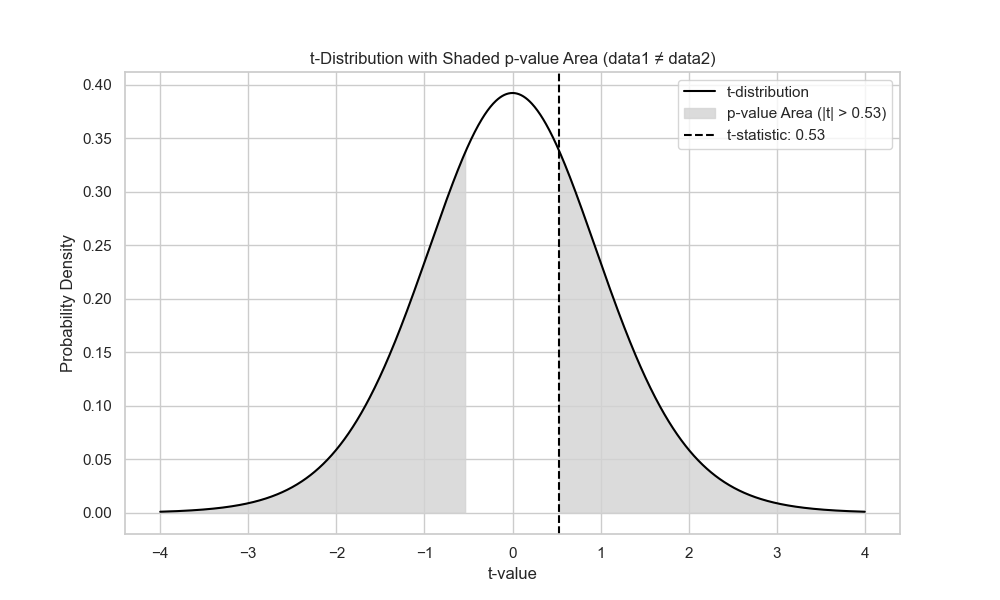 t-Distribution with Shaded p-value Area (data1 ≠ data2)
t-distribution
p-value Area (|t| > 0.53)
t-statistic: 0.53
Probability Density
0.40
0.35
0.30
0.25
0.20
0.15
0.10
0.05
0.00
−4 −3 −2 −1 0 1 2 3 4
t-value